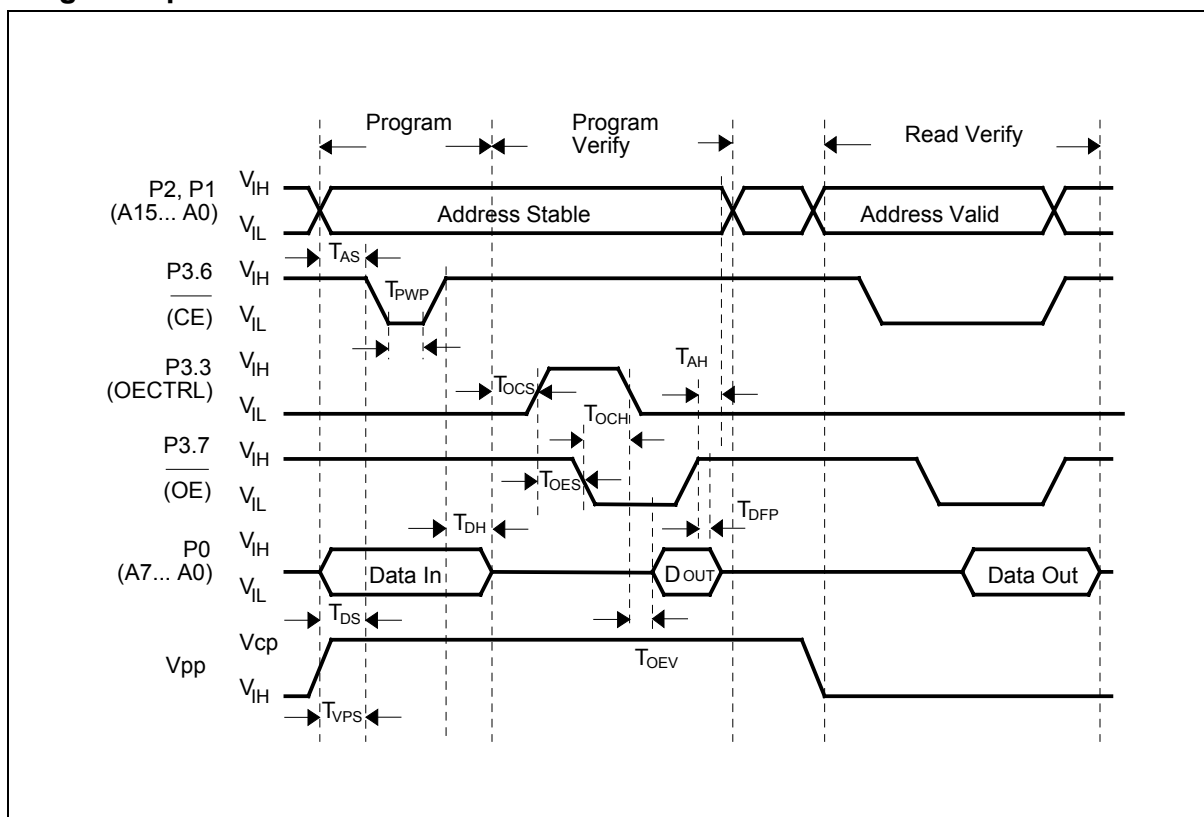 Program
Program
Verify
Read Verify
P2, P1
(A15... A0)
VIH
VIL
Address Stable
Address Valid
TAS
P3.6
(CE)
VIH
VIL
TPWP
P3.3
(OECTRL)
VIH
VIL
TOCS
TAH
TOCH
P3.7
(OE)
VIH
VIL
TOES
TDFP
TDH
P0
(A7... A0)
VIH
VIL
Data In
DOUT
Data Out
TDS
Vpp
Vcp
VIH
TOEV
TVPS